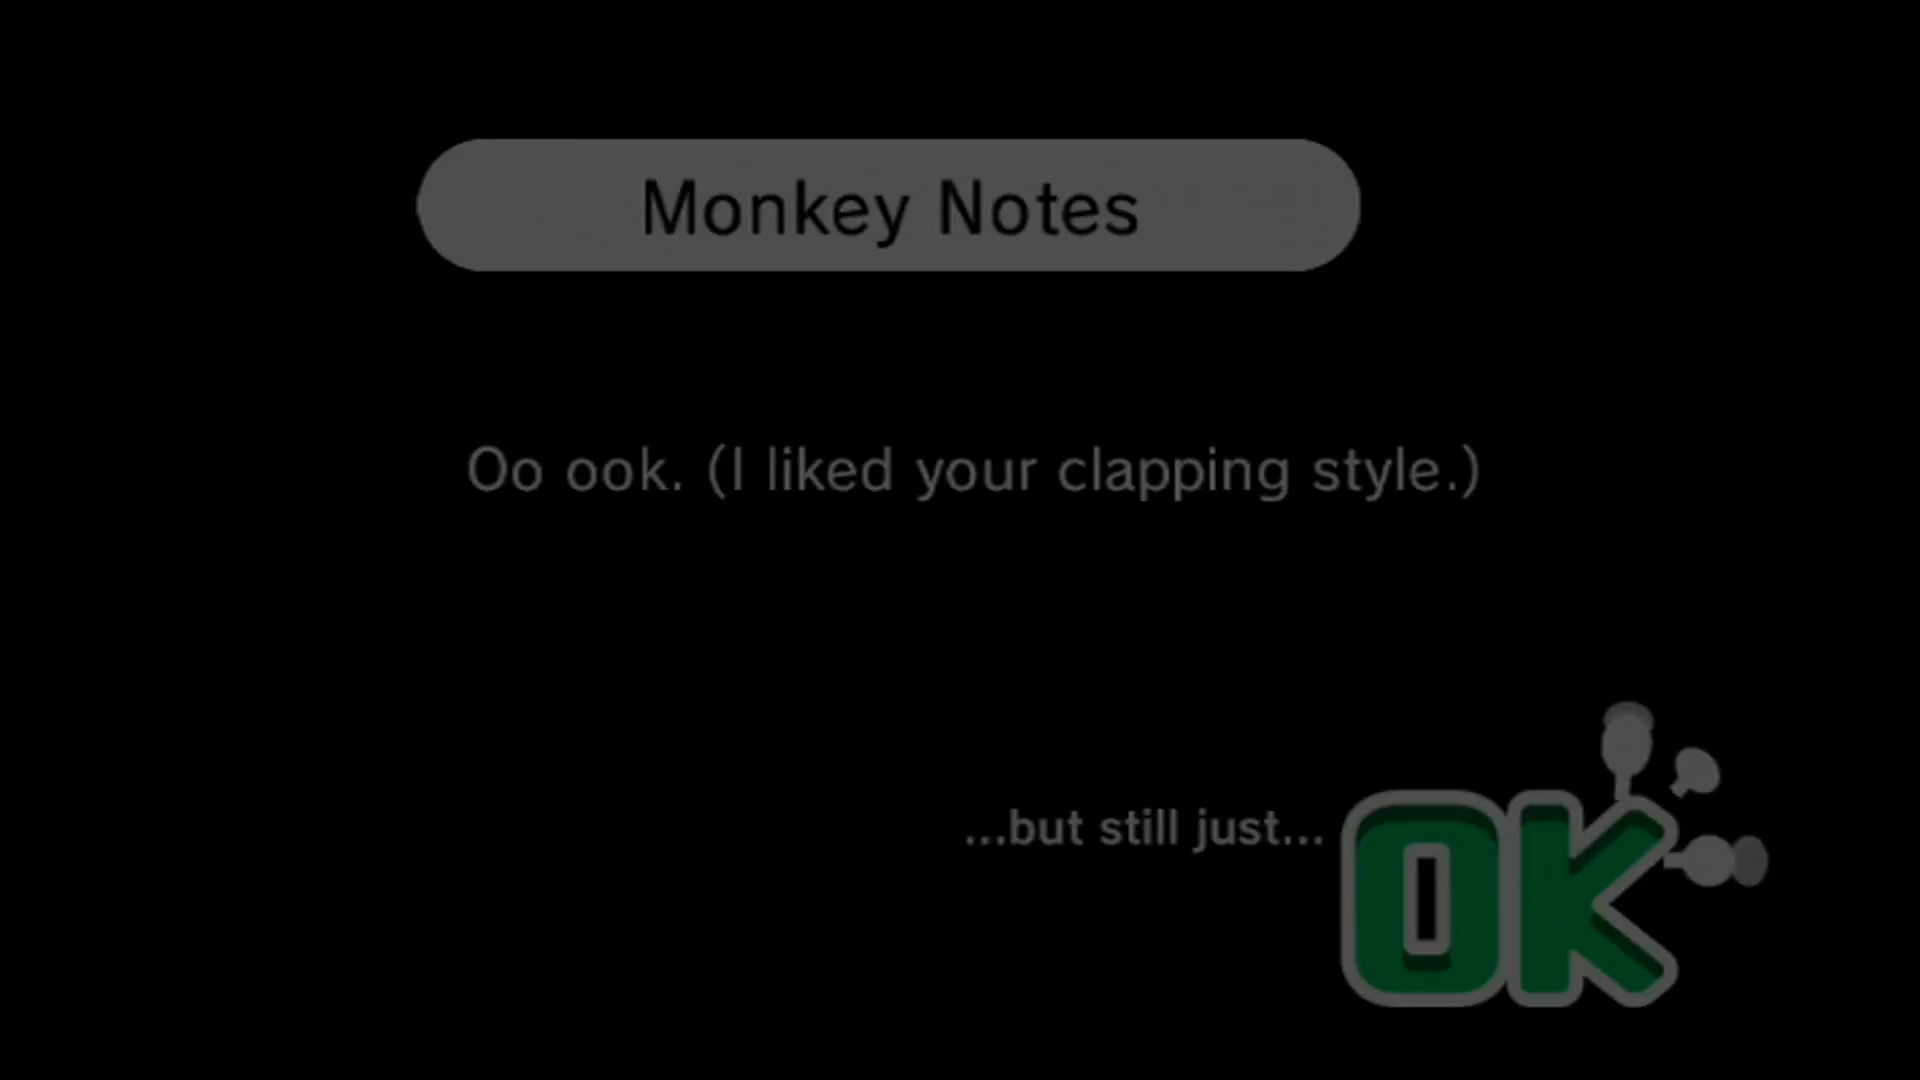 Monkey Notes
Oo ook. (I liked your clapping style.)
...but still just...
OK